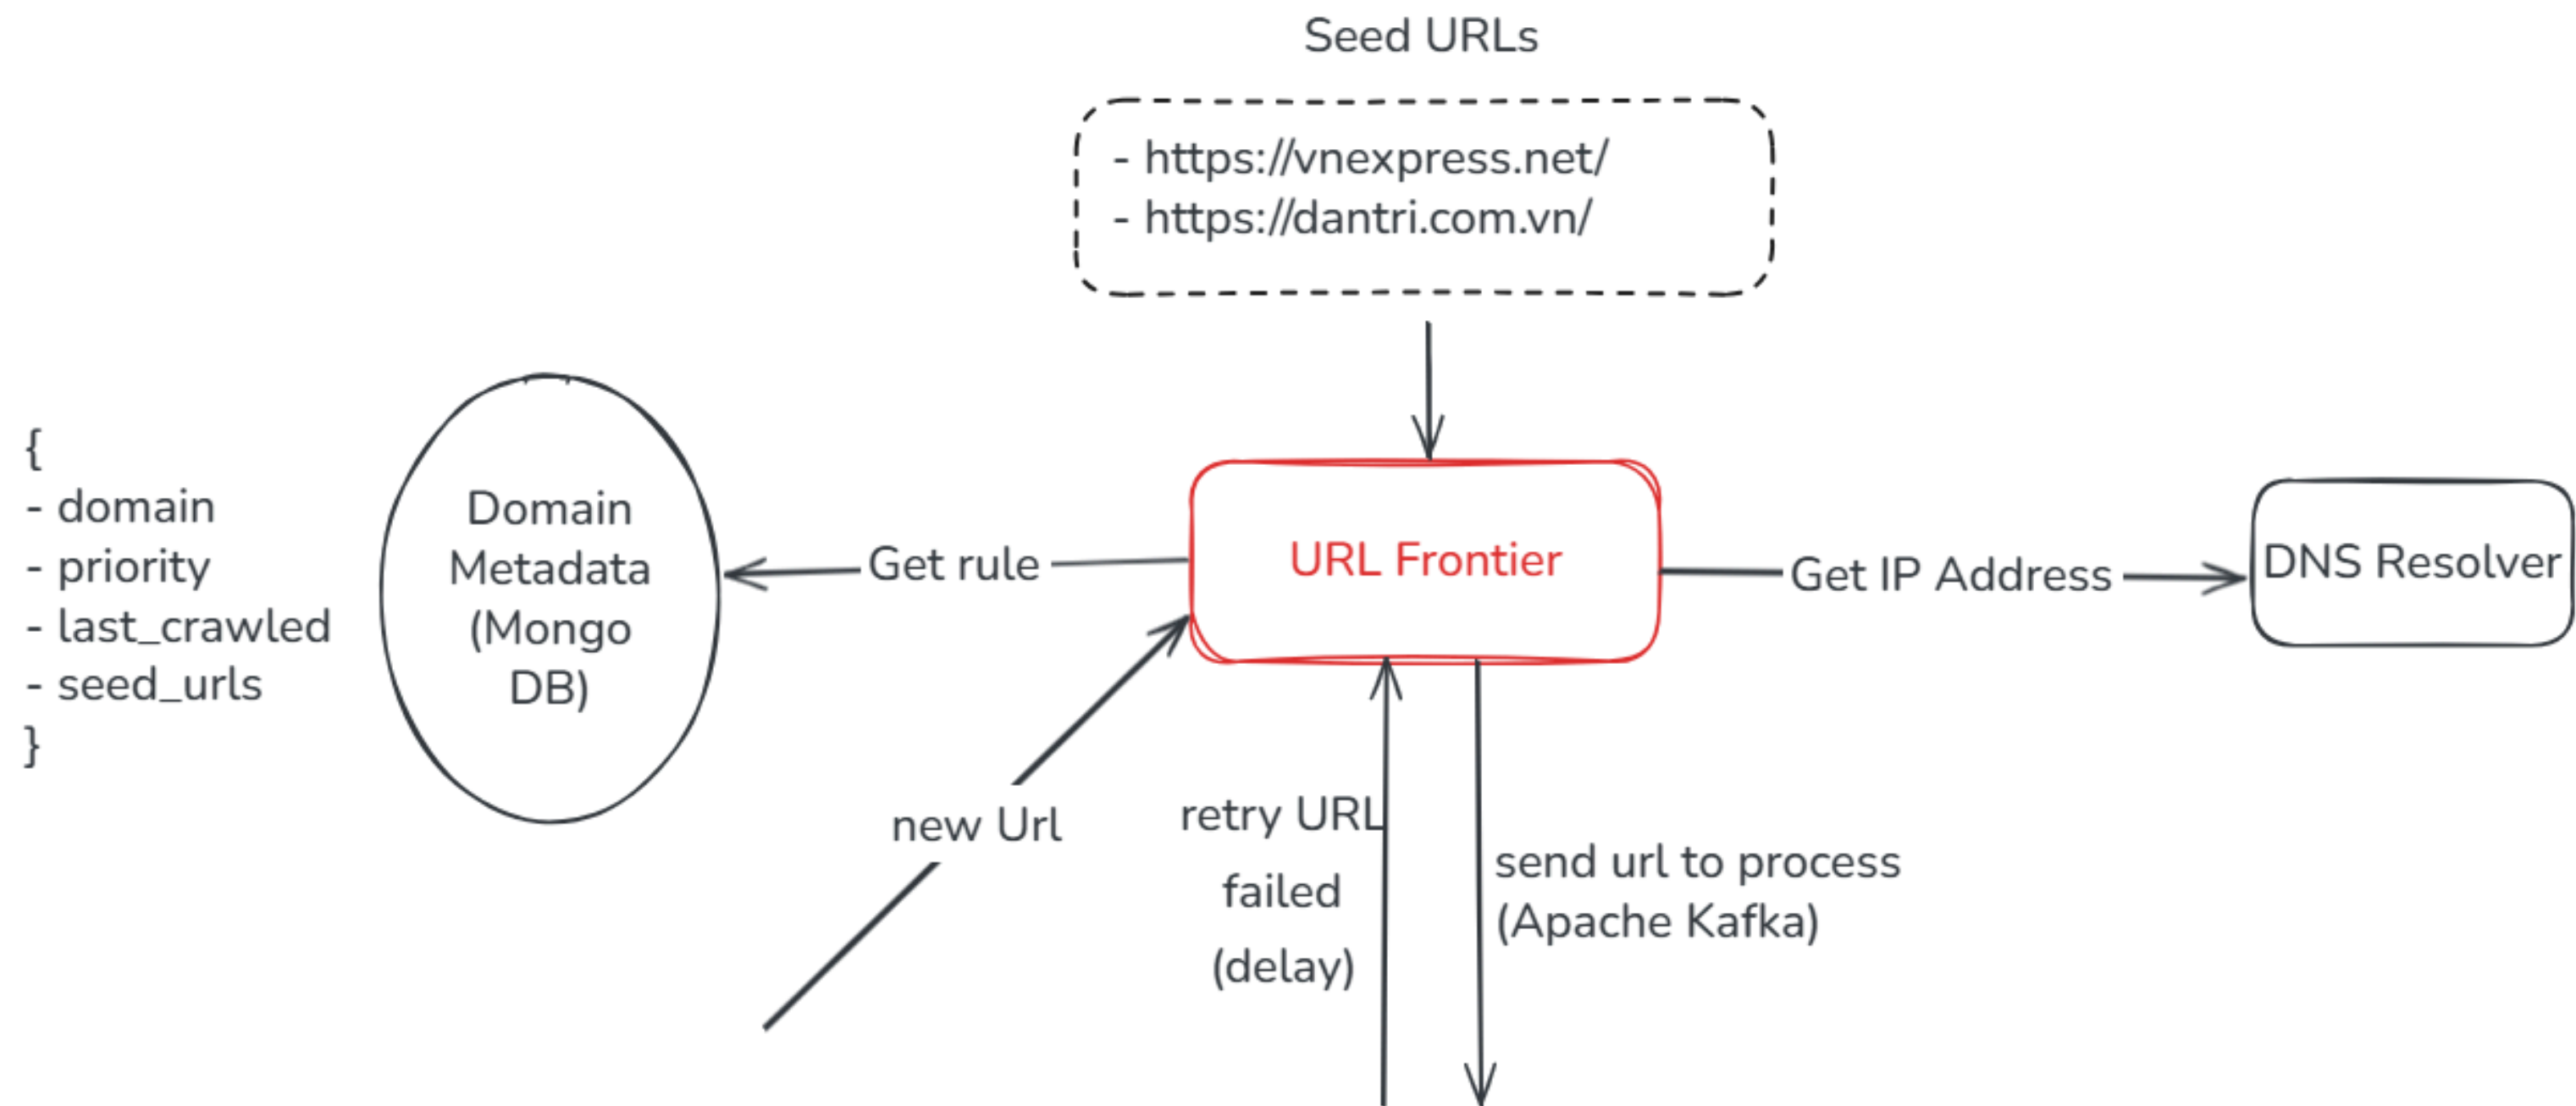 Seed URLs
- https://vnexpress.net/
- https://dantri.com.vn/
{
- domain
- priority
- last_crawled
- seed_urls
}
Domain
Metadata
(Mongo
DB)
Get rule
URL Frontier
Get IP Address
DNS Resolver
new Url
retry URL
failed
(delay)
send url to process
(Apache Kafka)